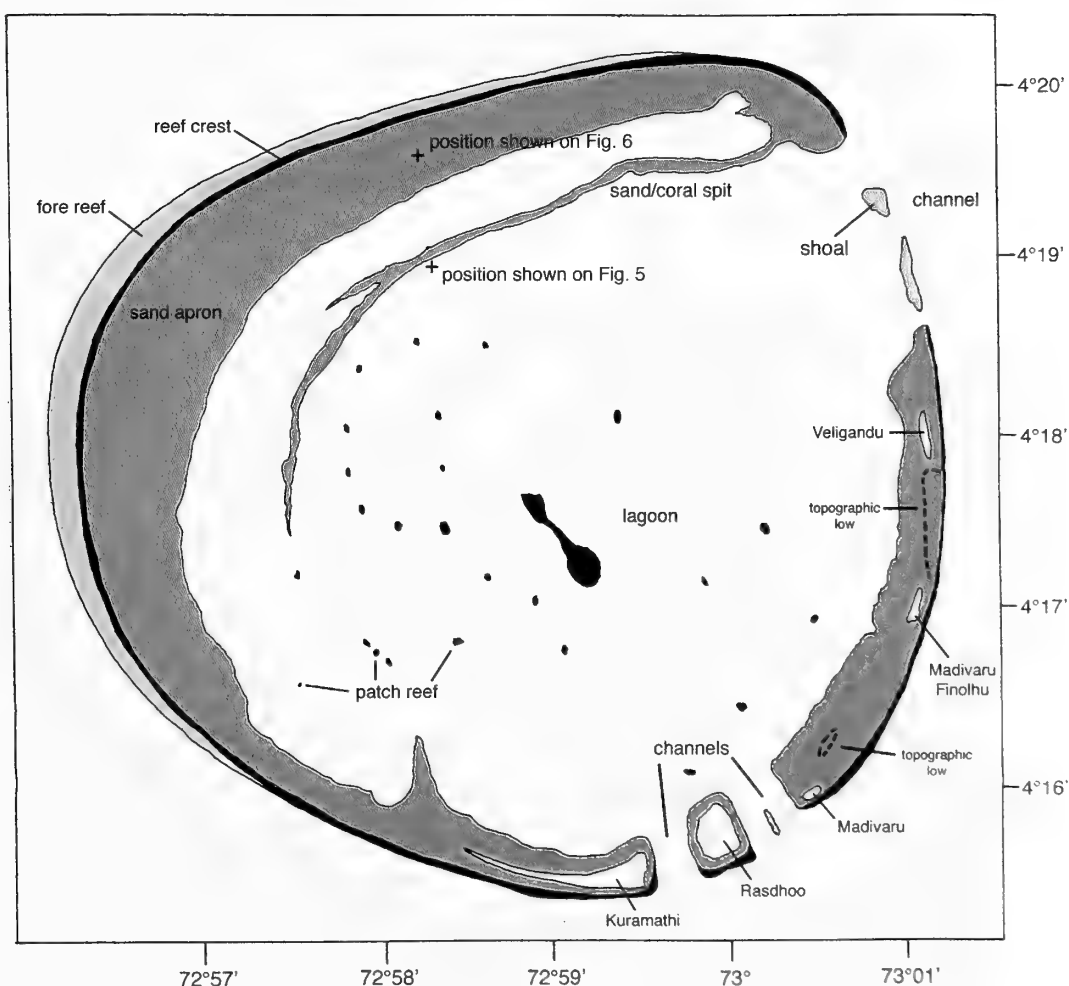 4°20'
reef crest
position shown on Fig. 6
sand/coral spit
fore reef
channel
shoal
4°19'
position shown on Fig. 5
sand apron
Veligandu
4°18'
topographic
low
lagoon
4°17'
Madivaru
Finolhu
patch reef
channels
topographic
low
4°16'
Madivaru
Rasdhoo
Kuramathi
72°57'
72°58'
72°59'
73°
73°01'